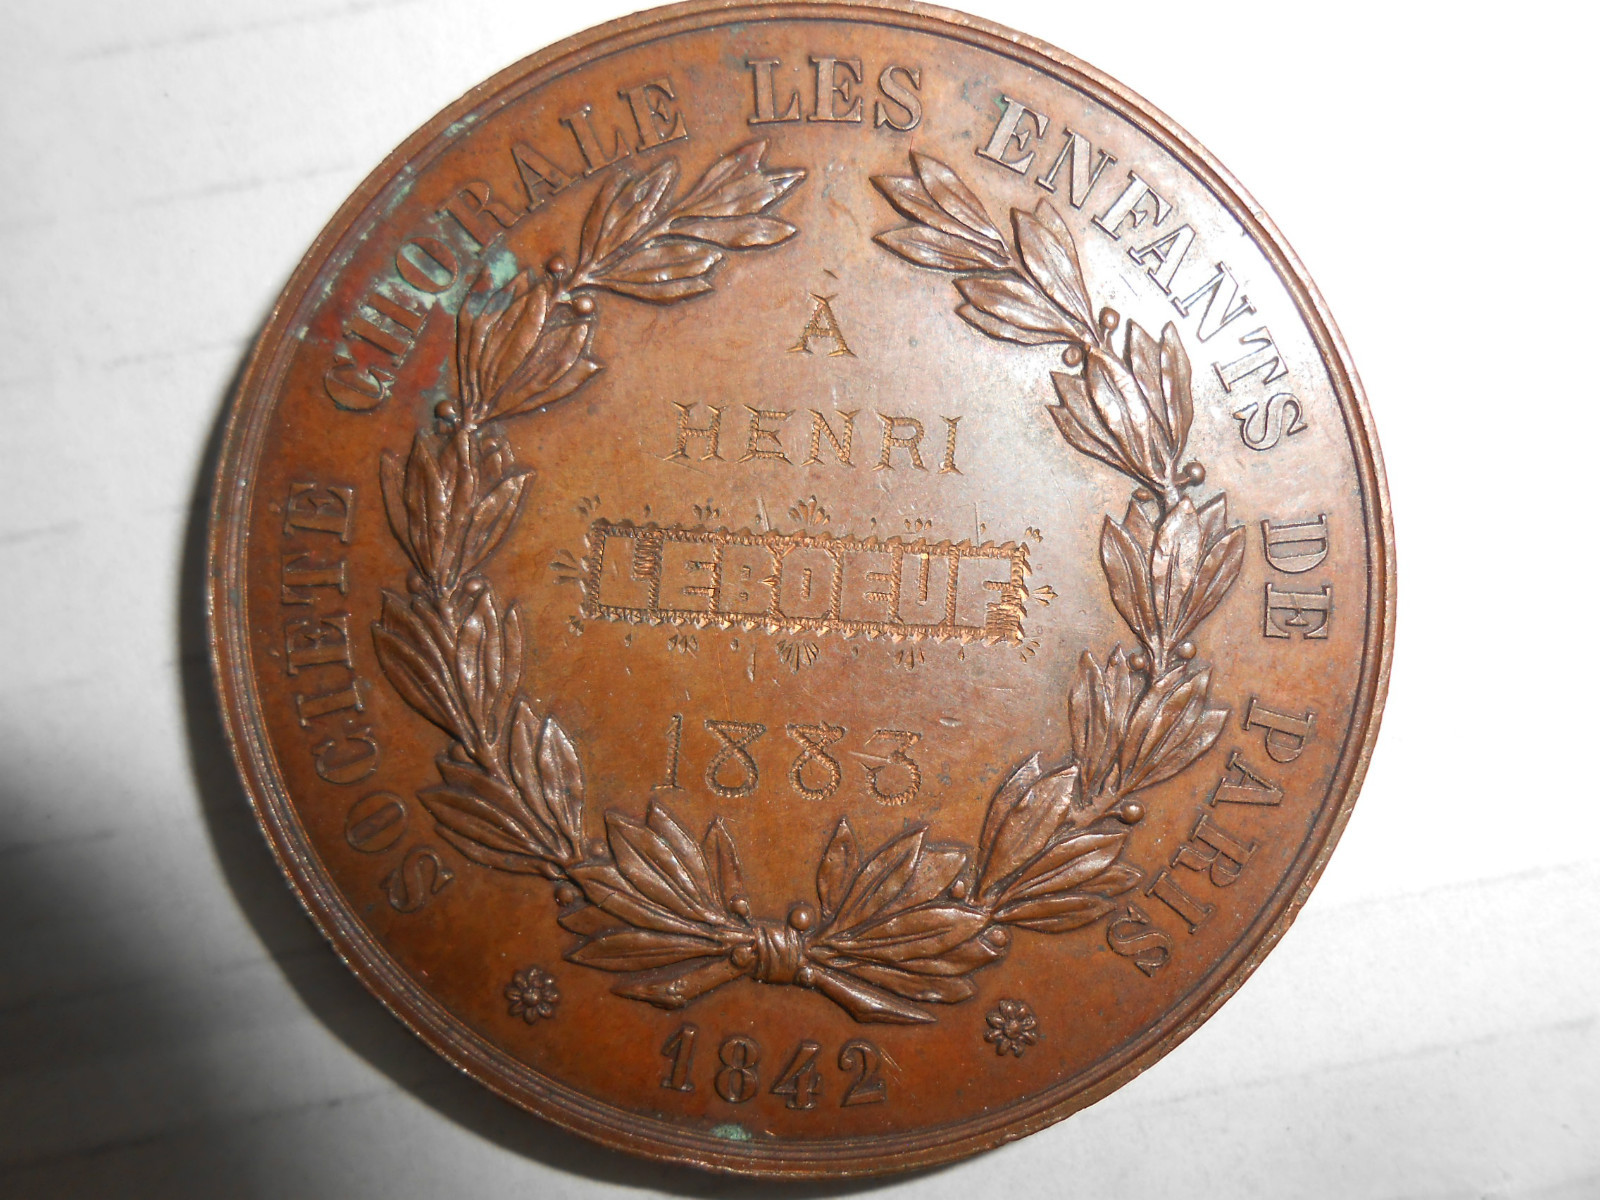 SOCIÉTÉ CHORALE LES ENFANTS DE PARIS
À
HENRI
LEBOEUF
1883
1842